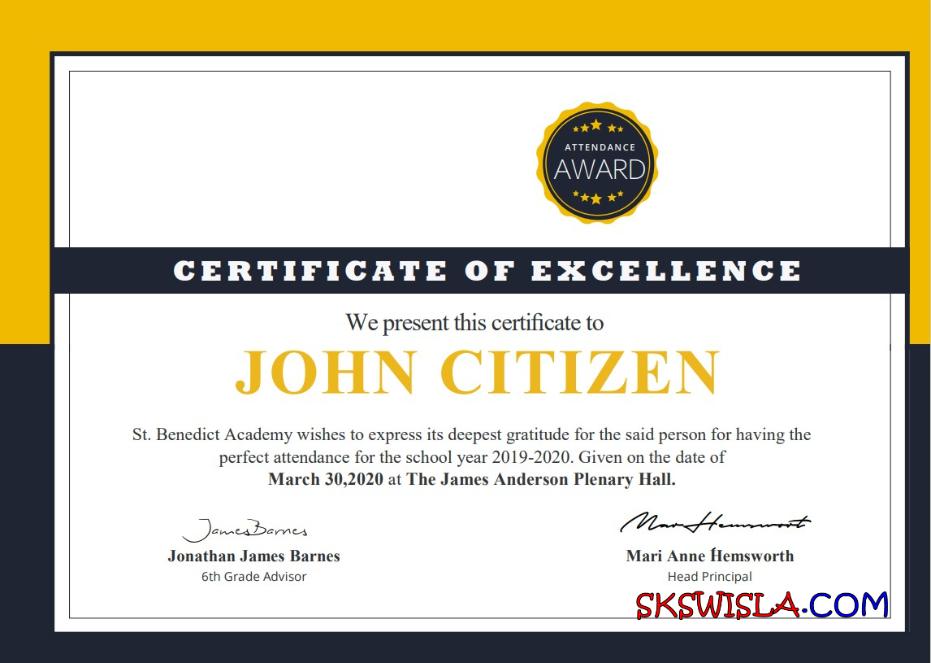 ATTENDANCE
AWARD
CERTIFICATE OF EXCELLENCE
We present this certificate to
JOHN CITIZEN
St. Benedict Academy wishes to express its deepest gratitude for the said person for having the
perfect attendance for the school year 2019-2020. Given on the date of
March 30,2020 at The James Anderson Plenary Hall.
James Barnes
Jonathan James Barnes
6th Grade Advisor
Mar Hemswort
Mari Anne Hemsworth
Head Principal
SKSWISLA.COM